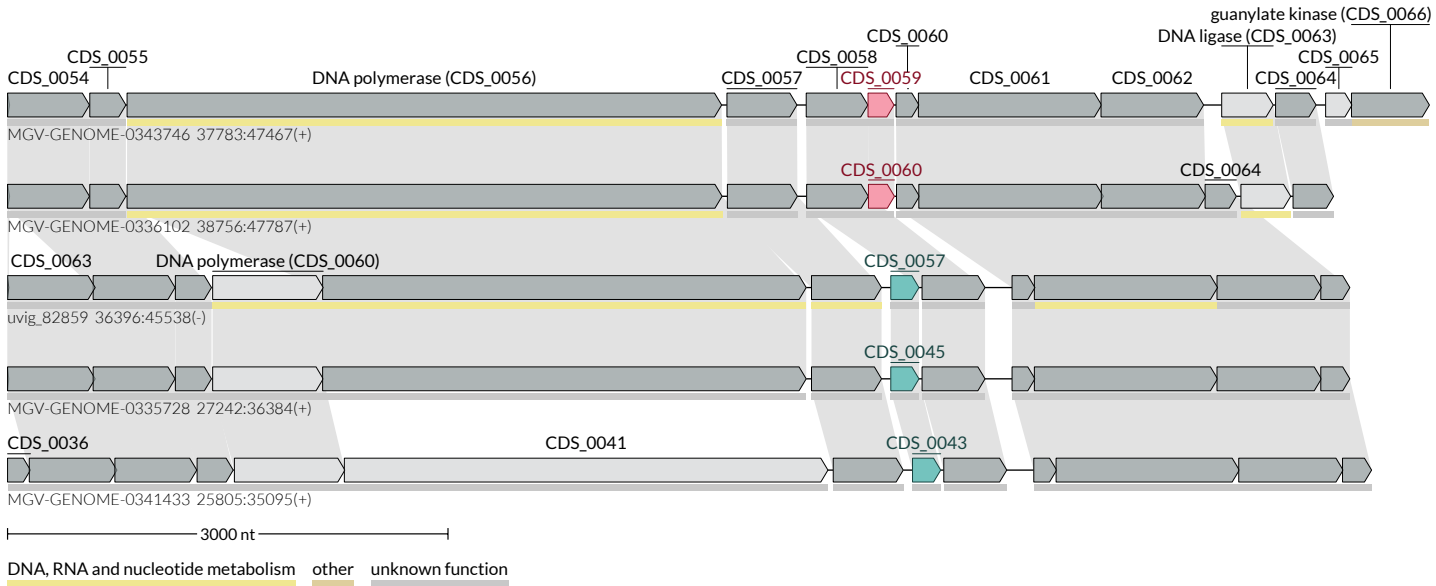 guanylate kinase (CDS_0066)
CDS_0060 DNA ligase (CDS_0063)
CDS_0055 CDS_0058 CDS_0065
CDS_0054 DNA polymerase (CDS_0056) CDS_0057 CDS_0059 CDS_0061 CDS_0062 CDS_0064
MGV-GENOME-0343746 37783:47467(+)
CDS_0060 CDS_0064
MGV-GENOME-0336102 38756:47787(+)
CDS_0063 DNA polymerase (CDS_0060) CDS_0057
uvig_82859 36396:45538(-)
CDS_0045
MGV-GENOME-0335728 27242:36384(+)
CDS_0036 CDS_0041 CDS_0043
MGV-GENOME-0341433 25805:35095(+)
3000 nt
DNA, RNA and nucleotide metabolism other unknown function